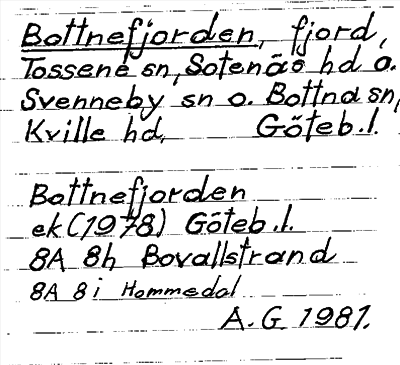 Bottnefjorden, fjord,
Tossene sn, Sotenäs hd o.
Svenneby sn o. Bottna sn,
Kville hd, Göteb.l.
Bottnefjorden
ek (1978) Göteb.l.
8A 8h Bovallstrand
8A 8i Hommedal
A.G 1981.